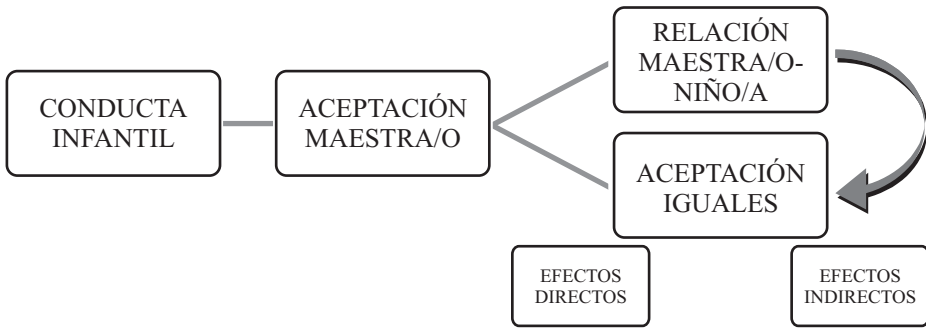 CONDUCTA
INFANTIL
ACEPTACIÓN
MAESTRA/O
RELACIÓN
MAESTRA/O-
NIÑO/A
ACEPTACIÓN
IGUALES
EFECTOS
DIRECTOS
EFECTOS
INDIRECTOS